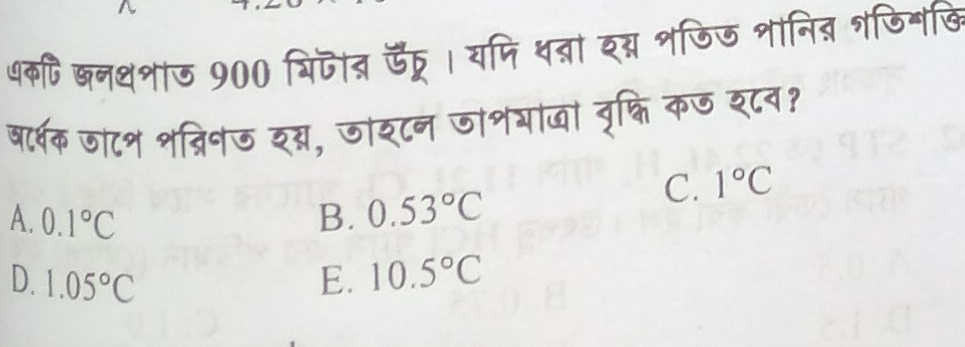 একটি জলপ্রপাত 900 মিটার উঁচু। যদি ধরা হয় পতিত পানির গতিশক্তি
অর্ধেক তাপে পরিণত হয়, তাহলে তাপমাত্রা বৃদ্ধি কত হবে?
A. 0.1°C B. 0.53°C C. 1°C
D. 1.05°C E. 10.5°C